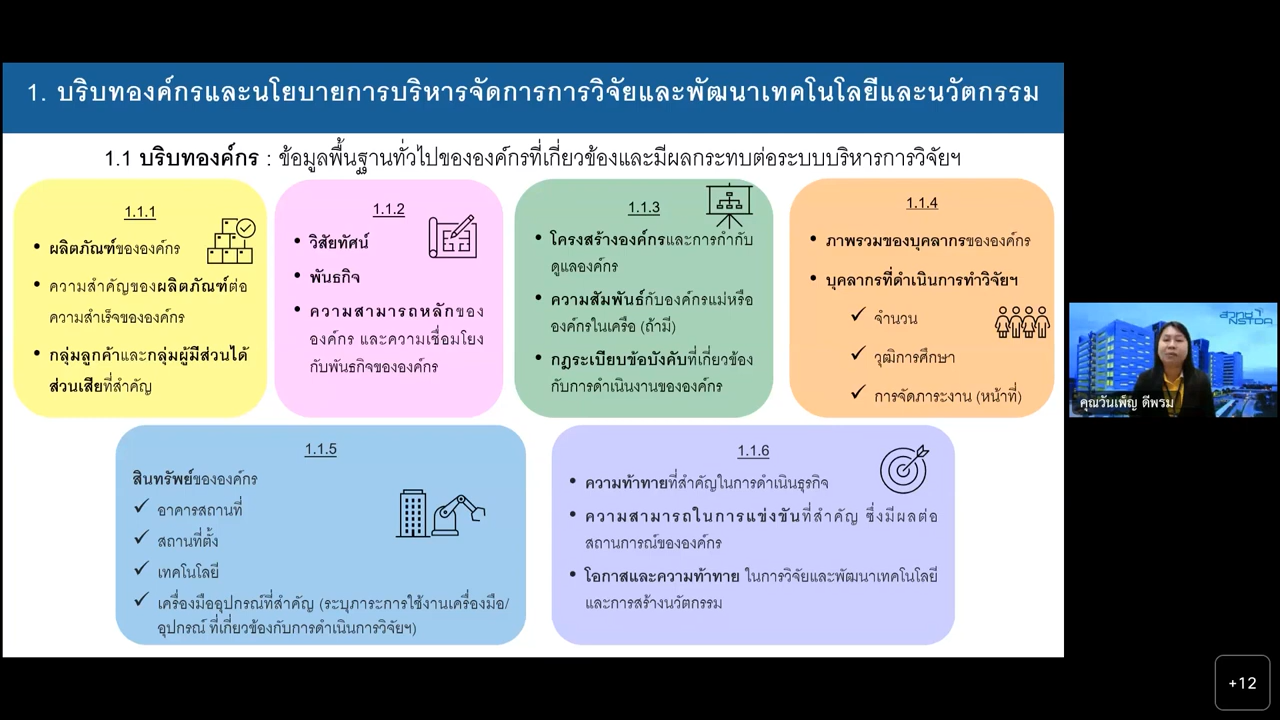 1. บริบทองค์กรและนโยบายการบริหารจัดการการวิจัยและพัฒนาเทคโนโลยีและนวัตกรรม
1.1 บริบทองค์กร : ข้อมูลพื้นฐานทั่วไปขององค์กรที่เกี่ยวข้องและมีผลกระทบต่อระบบบริหารการวิจัยฯ
1.1.1
• ผลิตภัณฑ์ขององค์กร
• ความสำคัญของผลิตภัณฑ์ต่อ
ความสำเร็จขององค์กร
• กลุ่มลูกค้าและกลุ่มผู้มีส่วนได้
ส่วนเสียที่สำคัญ
1.1.2
• วิสัยทัศน์
• พันธกิจ
• ความสามารถหลักของ
องค์กร และความเชื่อมโยง
กับพันธกิจขององค์กร
1.1.3
• โครงสร้างองค์กรและการกำกับ
ดูแลองค์กร
• ความสัมพันธ์กับองค์กรแม่หรือ
องค์กรในเครือ (ถ้ามี)
• กฎระเบียบข้อบังคับที่เกี่ยวข้อง
กับการดำเนินงานขององค์กร
1.1.4
• ภาพรวมของบุคลากรขององค์กร
• บุคลากรที่ดำเนินการทำวิจัยฯ
✓ จำนวน
✓ วุฒิการศึกษา
✓ การจัดภาระงาน (หน้าที่)
1.1.5
สินทรัพย์ขององค์กร
✓ อาคารสถานที่
✓ สถานที่ตั้ง
✓ เทคโนโลยี
✓ เครื่องมืออุปกรณ์ที่สำคัญ (ระบุภาระการใช้งานเครื่องมือ/
อุปกรณ์ ที่เกี่ยวข้องกับการดำเนินการวิจัยฯ)
1.1.6
• ความท้าทายที่สำคัญในการดำเนินธุรกิจ
• ความสามารถในการแข่งขันที่สำคัญ ซึ่งมีผลต่อ
สถานการณ์ขององค์กร
• โอกาสและความท้าทาย ในการวิจัยและพัฒนาเทคโนโลยี
และการสร้างนวัตกรรม
สวทช
NSTDA
คุณวันเพ็ญ ดีพรม
+12